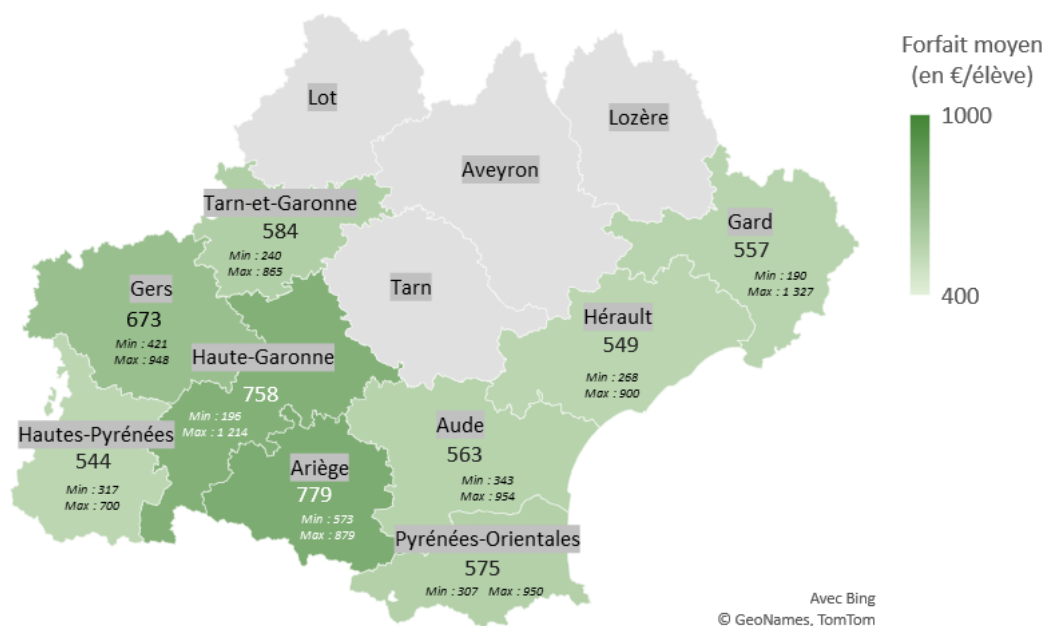 Forfait moyen
(en €/élève)
1000
400
Lot
Lozère
Aveyron
Tarn-et-Garonne
584
Min : 240
Max : 865
Gard
557
Min : 190
Max : 1 327
Tarn
Gers
673
Min : 421
Max : 948
Hérault
549
Min : 268
Max : 900
Haute-Garonne
758
Min : 196
Max : 1 214
Hautes-Pyrénées
544
Min : 317
Max : 700
Aude
563
Min : 343
Max : 954
Ariège
779
Min : 573
Max : 879
Pyrénées-Orientales
575
Min : 307 Max : 950
Avec Bing
© GeoNames, TomTom